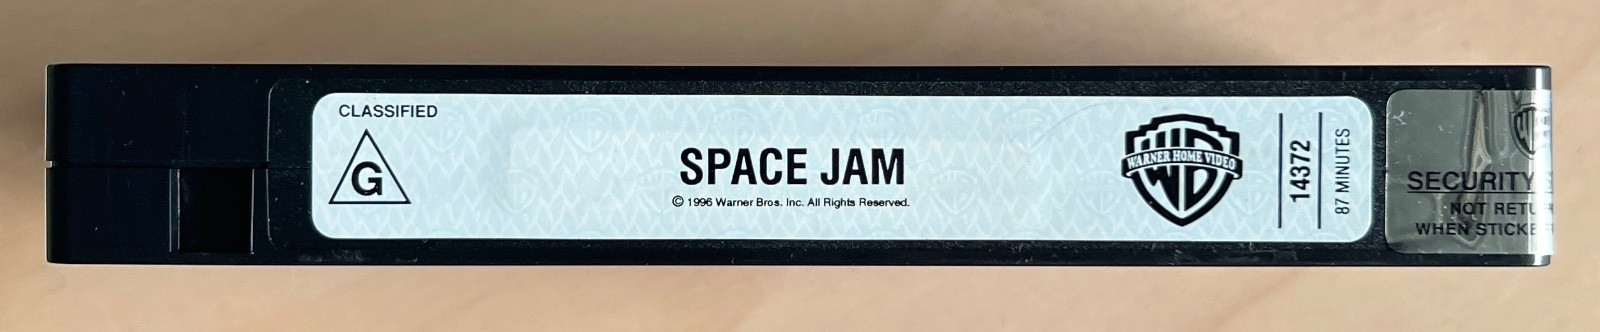 CLASSIFIED
G
SPACE JAM
© 1996 Warner Bros. Inc. All Rights Reserved.
WARNER HOME VIDEO
14372
87 MINUTES
SECURITY
NOT
WHEN